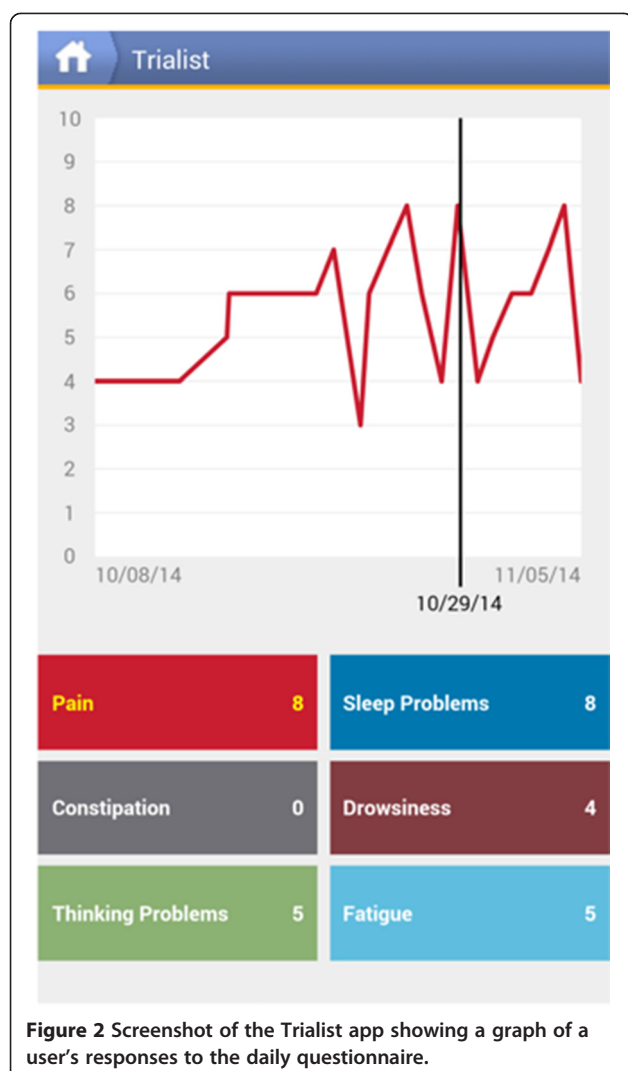 Trialist
10
9
8
7
6
5
4
3
2
1
0
10/08/14 11/05/14
10/29/14
Pain 8 Sleep Problems 8
Constipation 0 Drowsiness 4
Thinking Problems 5 Fatigue 5
Figure 2 Screenshot of the Trialist app showing a graph of a
user's responses to the daily questionnaire.